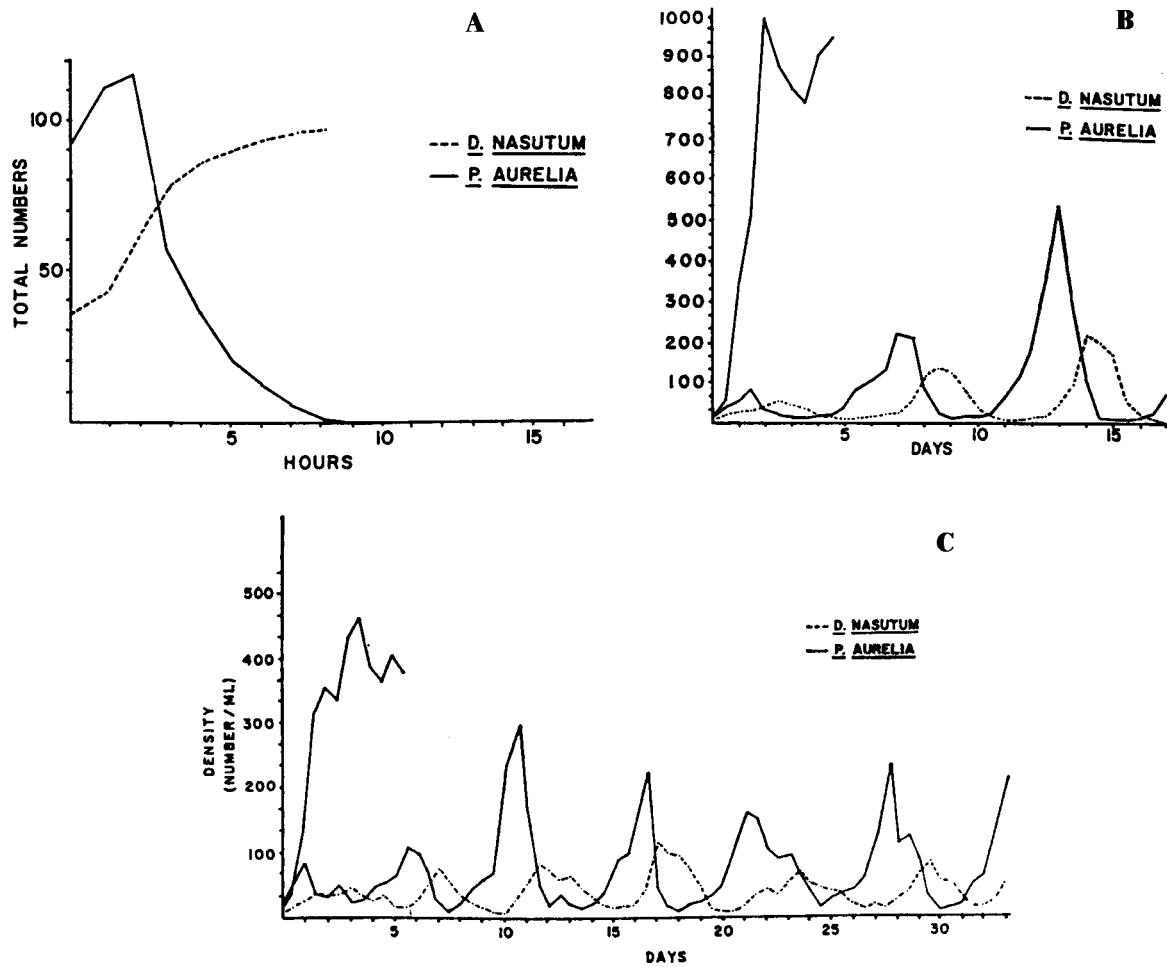 A
TOTAL NUMBERS
100
50
D. NASUTUM
P. AURELIA
5
10
15
HOURS
B
1000
900
800
700
600
500
400
300
200
100
D. NASUTUM
P. AURELIA
5
10
15
DAYS
C
DENSITY
(NUMBER/ML)
500
400
300
200
100
D. NASUTUM
P. AURELIA
5
10
15
20
25
30
DAYS